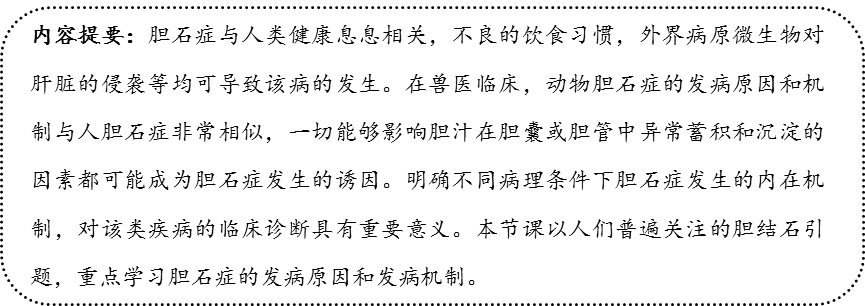 内容提要：胆石症与人类健康息息相关，不良的饮食习惯，外界病原微生物对
肝脏的侵袭等均可导致该病的发生。在兽医临床，动物胆石症的发病原因和机
制与人胆石症非常相似，一切能够影响胆汁在胆囊或胆管中异常蓄积和沉淀的
因素都可能成为胆石症发生的诱因。明确不同病理条件下胆石症发生的内在机
制，对该类疾病的临床诊断具有重要意义。本节课以人们普遍关注的胆结石引
题，重点学习胆石症的发病原因和发病机制。